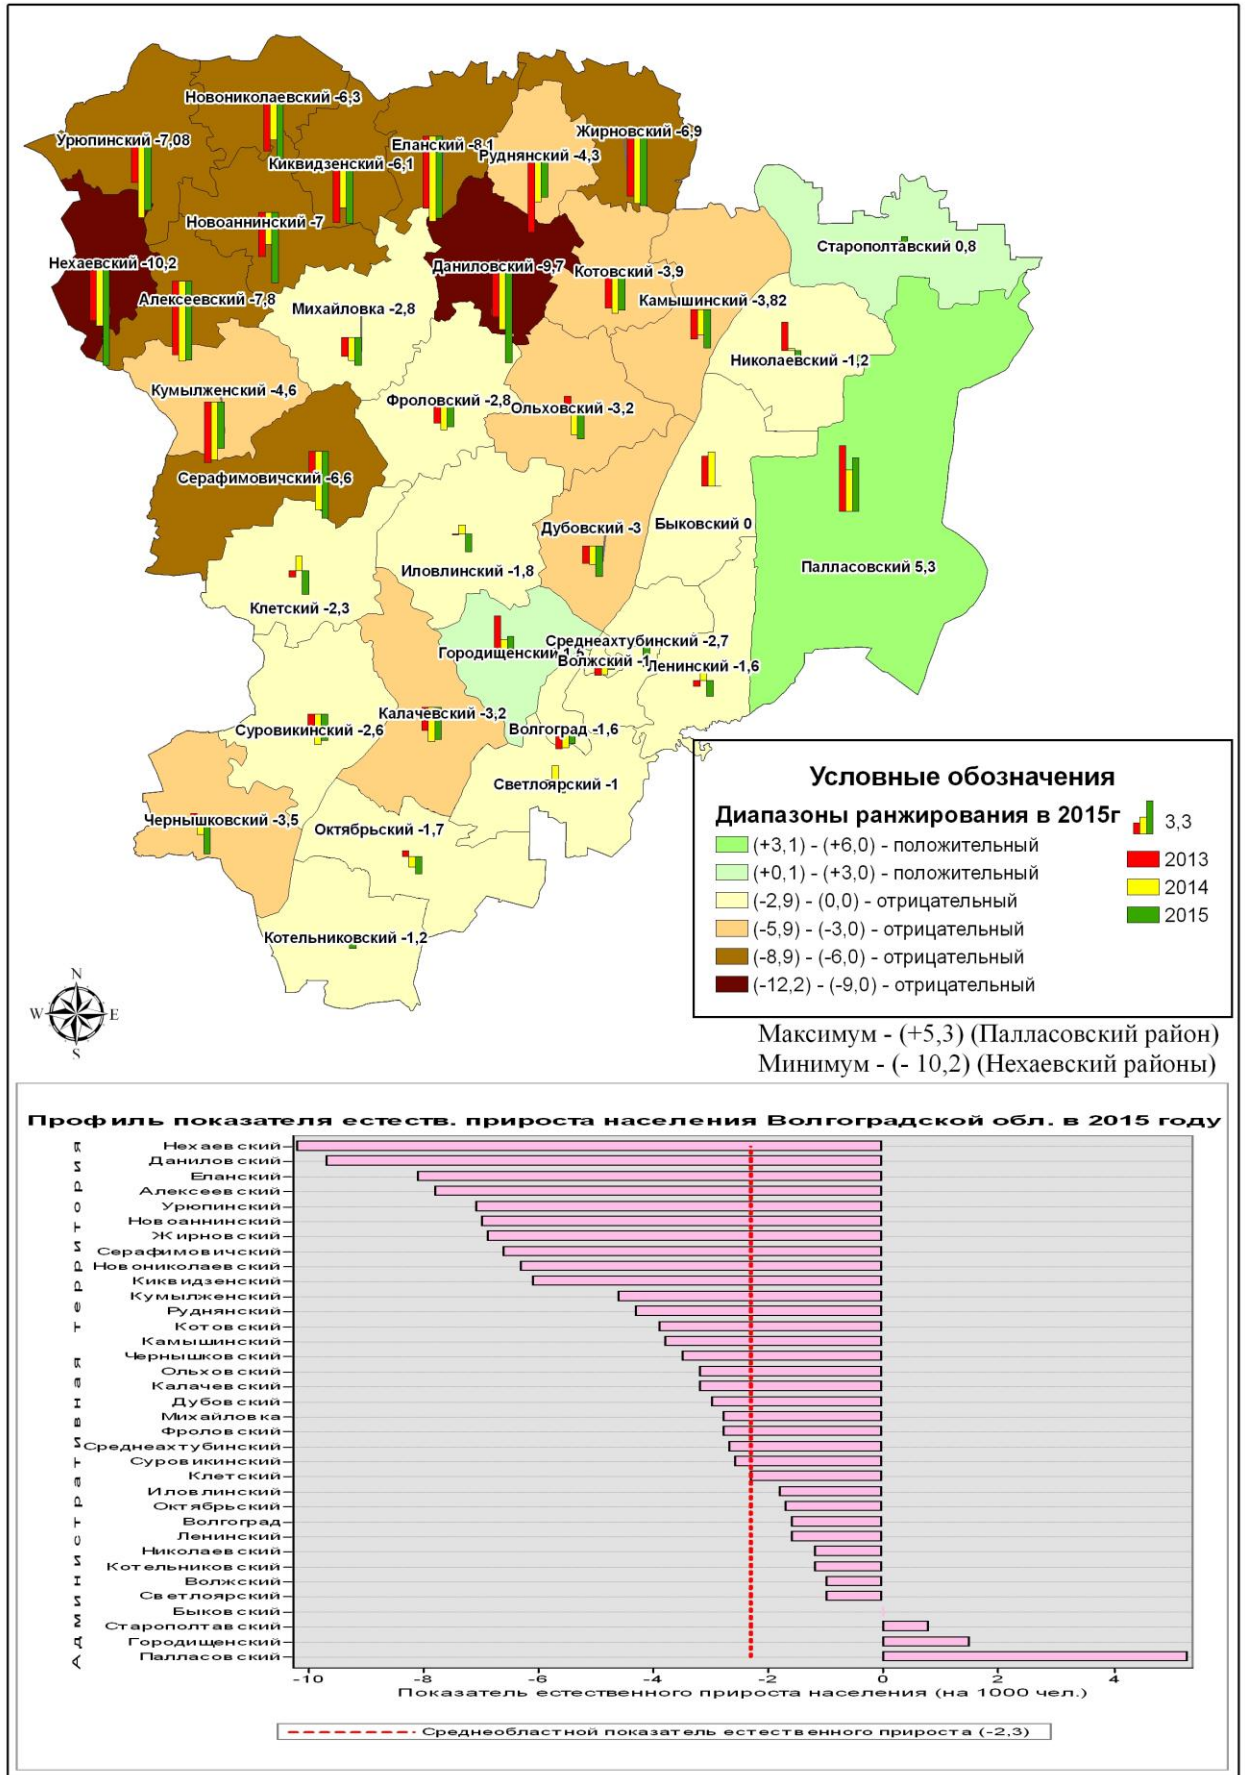 Новониколаевский -6,3
Урюпинский -7,08
Еланский -8,1
Жирновский -6,9
Руднянский -4,3
Киквидзенский -6,1
Новоаннинский -7
Старополтавский 0,8
Нехаевский -10,2
Даниловский -9,7
Котовский -3,9
Алексеевский -7,8
Михайловка -2,8
Камышинский -3,82
Николаевский -1,2
Кумылженский -4,6
Фроловский -2,8
Ольховский -3,2
Серафимовичский -6,6
Дубовский -3
Быковский 0
Палласовский 5,3
Иловлинский -1,8
Клетский -2,3
Среднеахтубинский -2,7
Городищенский
Волжский -1
Ленинский -1,6
Калачевский -3,2
Суровикинский -2,6
Волгоград -1,6
Светлоярский -1
Чернышковский -3,5
Октябрьский -1,7
Котельниковский -1,2
Условные обозначения
Диапазоны ранжирования в 2015г
(+3,1) - (+6,0) - положительный
(+0,1) - (+3,0) - положительный
(-2,9) - (0,0) - отрицательный
(-5,9) - (-3,0) - отрицательный
(-8,9) - (-6,0) - отрицательный
(-12,2) - (-9,0) - отрицательный
3,3
2013
2014
2015
N
W E
S
Максимум - (+5,3) (Палласовский район)
Минимум - (- 10,2) (Нехаевский районы)
Профиль показателя естеств. прироста населения Волгоградской обл. в 2015 году
Административная территория
Нехаевский
Даниловский
Еланский
Алексеевский
Урюпинский
Новоаннинский
Жирновский
Серафимовичский
Новониколаевский
Киквидзенский
Кумылженский
Руднянский
Котовский
Камышинский
Чернышковский
Ольховский
Калачевский
Дубовский
Михайловка
Фроловский
Среднеахтубинский
Суровикинский
Клетский
Иловлинский
Октябрьский
Волгоград
Ленинский
Николаевский
Котельниковский
Волжский
Светлоярский
Быковский
Старополтавский
Городищенский
Палласовский
-10 -8 -6 -4 -2 0 2 4
Показатель естественного прироста населения (на 1000 чел.)
Среднеобластной показатель естественного прироста (-2,3)